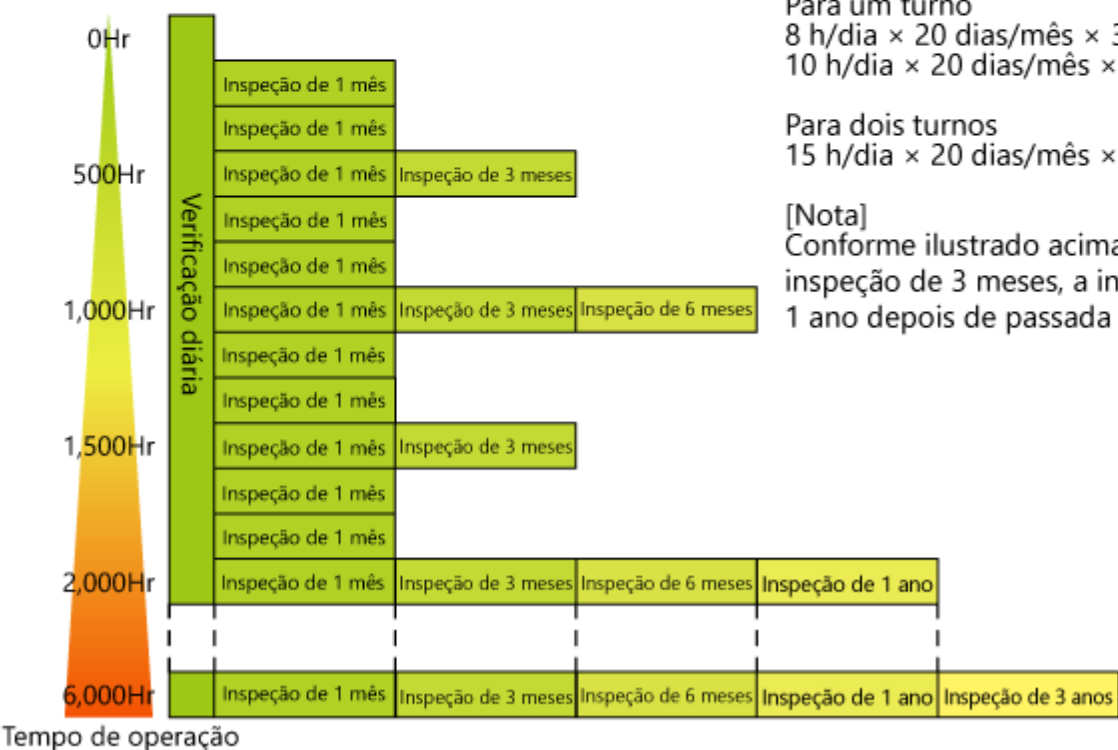 Para um turno
8 h/dia × 20 dias/mês ×
10 h/dia × 20 dias/mês ×
Para dois turnos
15 h/dia × 20 dias/mês ×
[Nota]
Conforme ilustrado acima
inspeção de 3 meses, a
1 ano depois de passada
0Hr
Verificação diária
Inspeção de 1 mês
Inspeção de 1 mês
500Hr
Inspeção de 1 mês
Inspeção de 3 meses
Inspeção de 1 mês
Inspeção de 1 mês
1,000Hr
Inspeção de 1 mês
Inspeção de 3 meses
Inspeção de 6 meses
Inspeção de 1 mês
Inspeção de 1 mês
1,500Hr
Inspeção de 1 mês
Inspeção de 3 meses
Inspeção de 1 mês
Inspeção de 1 mês
2,000Hr
Inspeção de 1 mês
Inspeção de 3 meses
Inspeção de 6 meses
Inspeção de 1 ano
6,000Hr
Inspeção de 1 mês
Inspeção de 3 meses
Inspeção de 6 meses
Inspeção de 1 ano
Inspeção de 3 anos
Tempo de operação